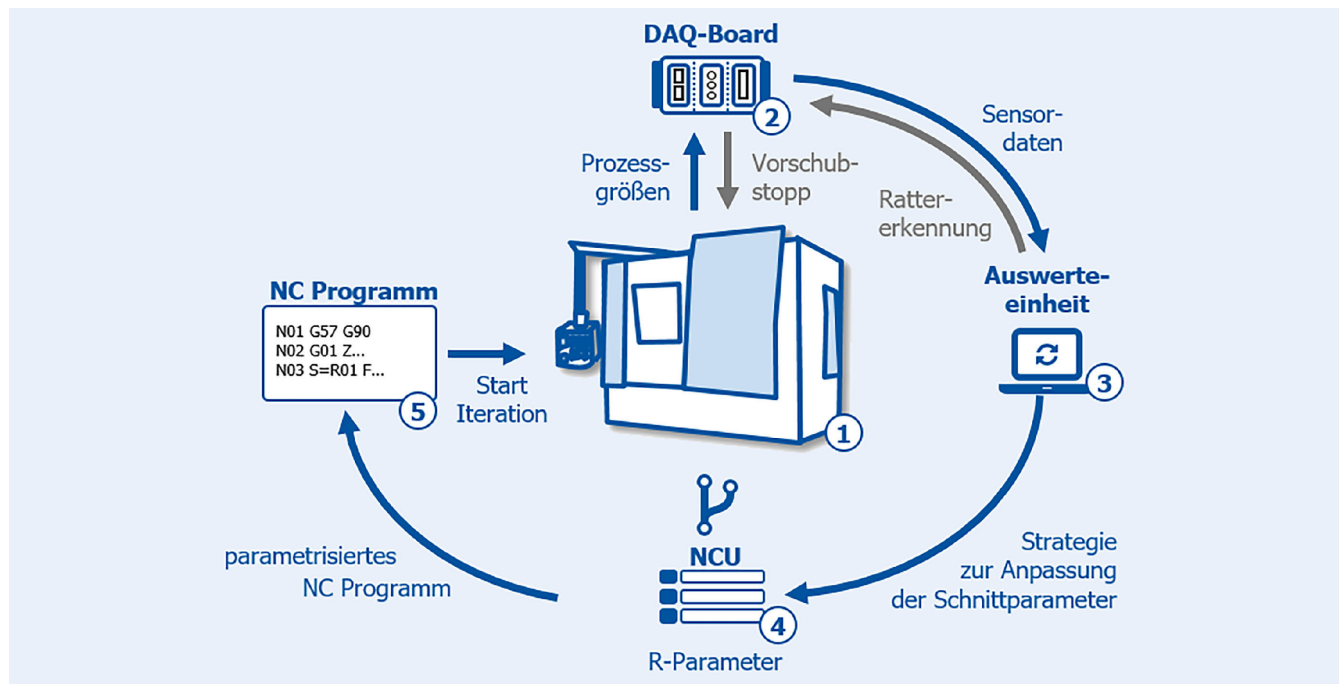 DAQ-Board
2
Sensor-
daten
Prozess-
größen
Vorschub-
stopp
Ratter-
erkennung
Auswerte-
einheit
3
NC Programm
N01 G57 G90
N02 G01 Z...
N03 S=R01 F...
5
Start
Iteration
1
parametrisiertes
NC Programm
NCU
4
R-Parameter
Strategie
zur Anpassung
der Schnittparameter